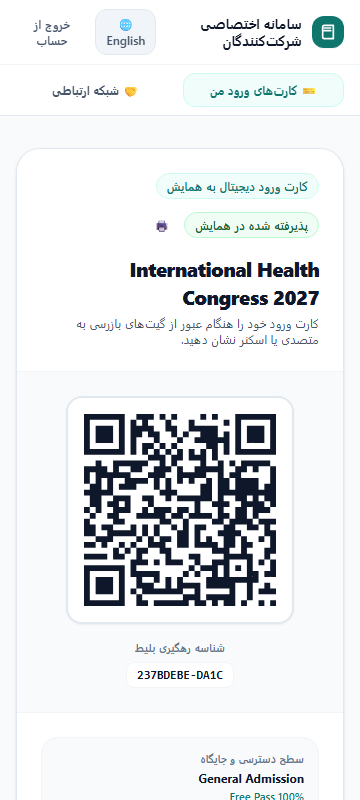 سامانه اختصاصی
شرکت‌کنندگان
English
خروج از
حساب
کارت‌های ورود من
شبکه ارتباطی
کارت ورود دیجیتال به همایش
پذیرفته شده در همایش
International Health
Congress 2027
کارت ورود خود را هنگام عبور از گیت‌های بازرسی به
متصدی یا اسکنر نشان دهید.
شناسه رهگیری بلیط
237BDEBE-DA1C
سطح دسترسی و جایگاه
General Admission
Free Pass 100%